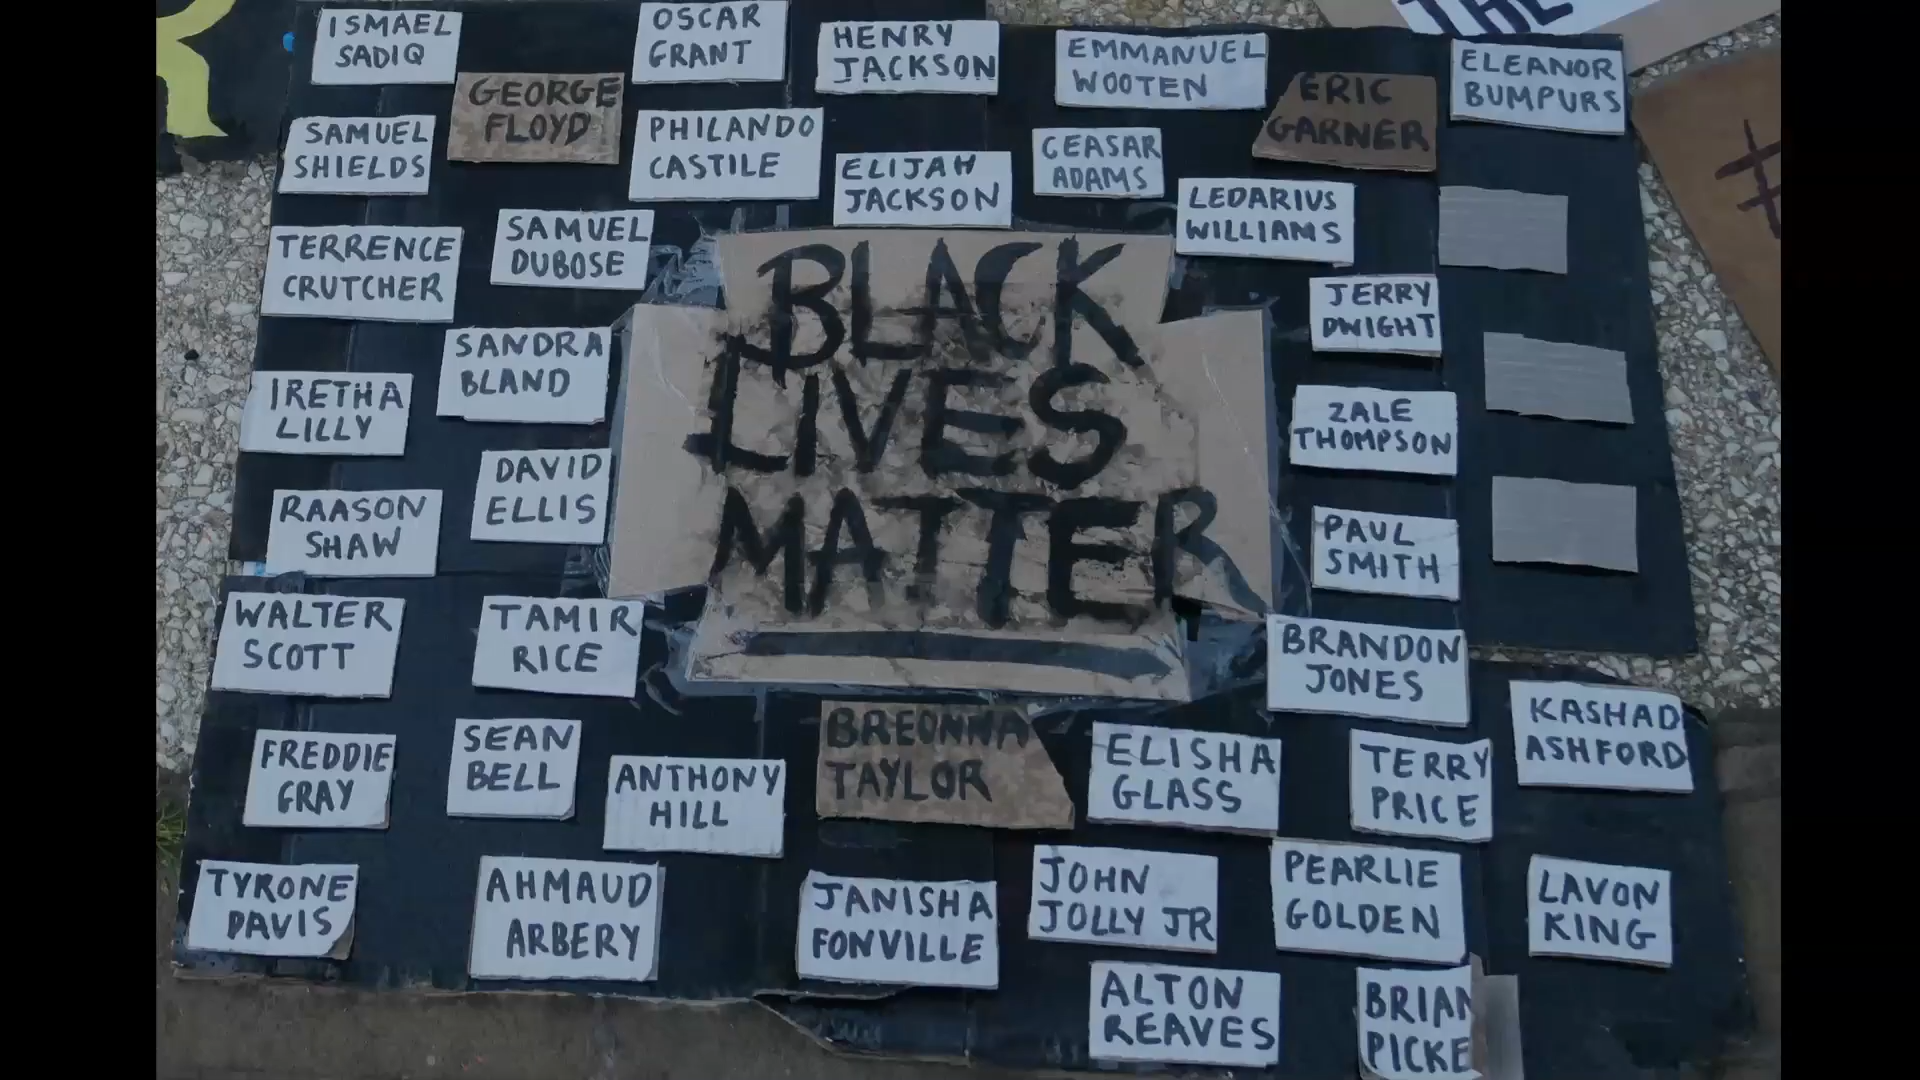 THE
ISMAEL
SADIQ
OSCAR
GRANT
HENRY
JACKSON
EMMANUEL
WOOTEN
ELEANOR
BUMPURS
GEORGE
FLOYD
ERIC
GARNER
SAMUEL
SHIELDS
PHILANDO
CASTILE
ELIJAH
JACKSON
CEASAR
ADAMS
LEDARIUS
WILLIAMS
#
TERRENCE
CRUTCHER
SAMUEL
DUBOSE
BLACK
LIVES
MATTER
JERRY
DWIGHT
SANDRA
BLAND
IRETHA
LILLY
ZALE
THOMPSON
DAVID
ELLIS
RAASON
SHAW
PAUL
SMITH
WALTER
SCOTT
TAMIR
RICE
BRANDON
JONES
KASHAD
ASHFORD
FREDDIE
GRAY
SEAN
BELL
ANTHONY
HILL
BREONNA
TAYLOR
ELISHA
GLASS
TERRY
PRICE
TYRONE
DAVIS
AHMAUD
ARBERY
JANISHA
FONVILLE
JOHN
JOLLY JR
PEARLIE
GOLDEN
LAVON
KING
ALTON
REAVES
BRIAN
PICKE